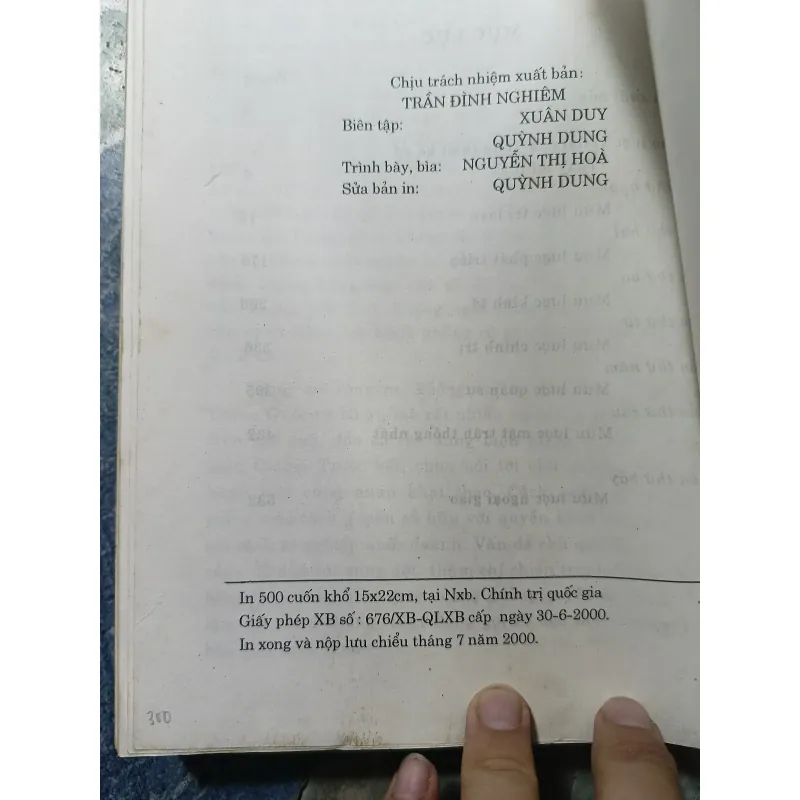 Chịu trách nhiệm xuất bản:
TRẦN ĐÌNH NGHIÊM
Biên tập: XUÂN DUY
QUỲNH DUNG
Trình bày, bìa: NGUYỄN THỊ HOÀ
Sửa bản in: QUỲNH DUNG
In 500 cuốn khổ 15x22cm, tại Nxb. Chính trị quốc gia
Giấy phép XB số : 676/XB-QLXB cấp ngày 30-6-2000.
In xong và nộp lưu chiểu tháng 7 năm 2000.
300